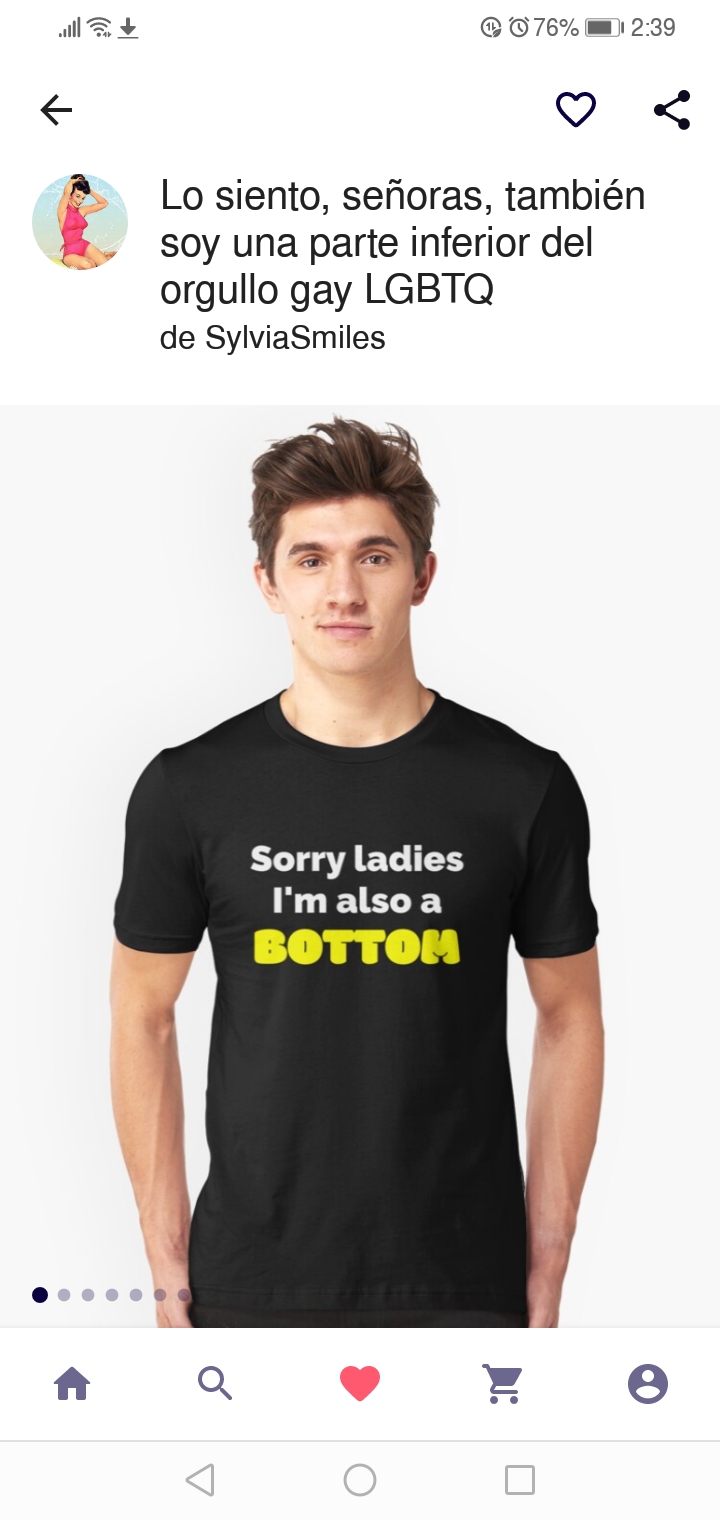 76% 2:39
Lo siento, señoras, también
soy una parte inferior del
orgullo gay LGBTQ
de SylviaSmiles
Sorry ladies
I'm also a
BOTTOM